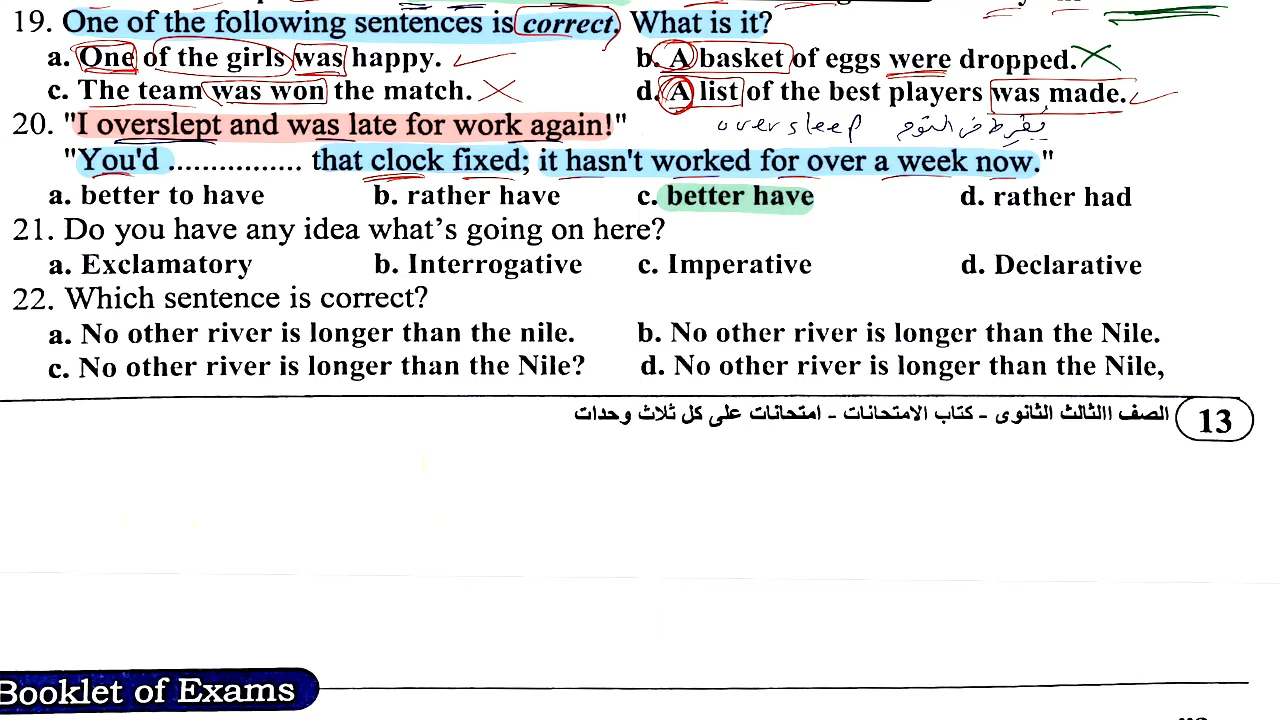 19. One of the following sentences is correct. What is it?
a. One of the girls was happy. b. A basket of eggs were dropped.
c. The team was won the match. d. A list of the best players was made.
20. "I overslept and was late for work again!" oversleep يفرط في النوم
"You'd ................ that clock fixed; it hasn't worked for over a week now."
a. better to have b. rather have c. better have d. rather had
21. Do you have any idea what's going on here?
a. Exclamatory b. Interrogative c. Imperative d. Declarative
22. Which sentence is correct?
a. No other river is longer than the nile. b. No other river is longer than the Nile.
c. No other river is longer than the Nile? d. No other river is longer than the Nile,
13 الصف االثالث الثانوى - كتاب الامتحانات - امتحانات على كل ثلاث وحدات
Booklet of Exams